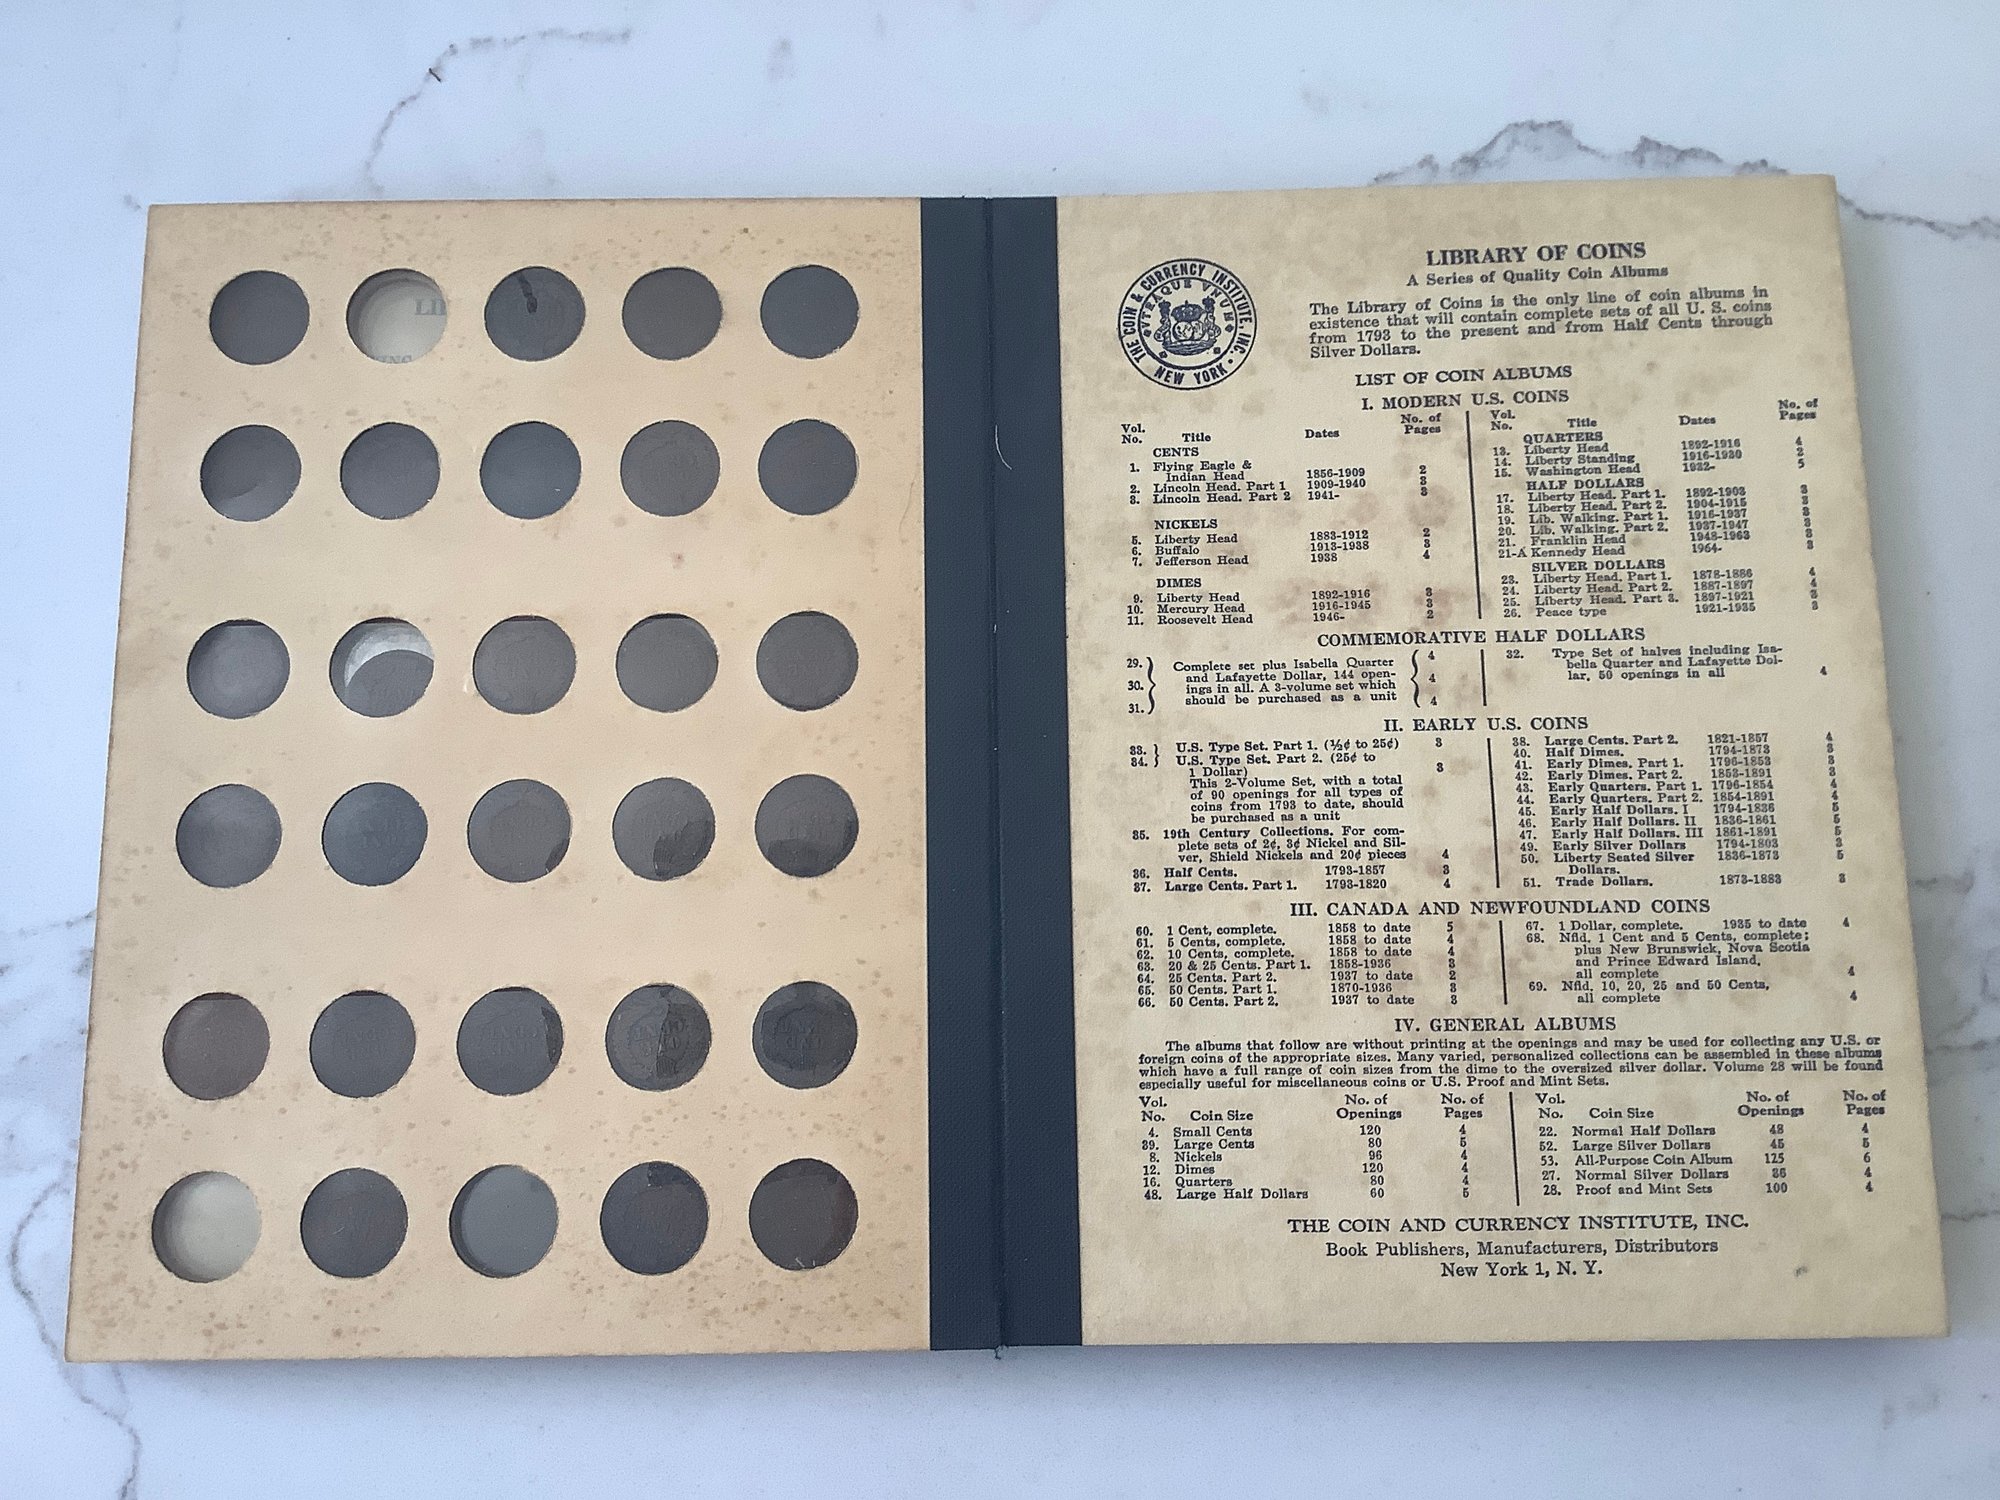 LI
THE COIN & CURRENCY INSTITUTE, INC.
VTRAQUE VNUM
NEW YORK
LIBRARY OF COINS
A Series of Quality Coin Albums
The Library of Coins is the only line of coin albums in
existence that will contain complete sets of all U. S. coins
from 1793 to the present and from Half Cents through
Silver Dollars.
LIST OF COIN ALBUMS
I. MODERN U.S. COINS
Vol. No. Title Dates No. of Pages
CENTS
1. Flying Eagle &
Indian Head 1856-1909 2
2. Lincoln Head. Part 1 1909-1940 3
3. Lincoln Head. Part 2 1941- 3
NICKELS
5. Liberty Head 1883-1912 2
6. Buffalo 1913-1938 3
7. Jefferson Head 1938 4
DIMES
9. Liberty Head 1892-1916 3
10. Mercury Head 1916-1945 3
11. Roosevelt Head 1946- 2
Vol. No. Title Dates No. of Pages
QUARTERS
13. Liberty Head 1892-1916 4
14. Liberty Standing 1916-1930 2
15. Washington Head 1932- 5
HALF DOLLARS
17. Liberty Head. Part 1. 1892-1903 3
18. Liberty Head. Part 2. 1904-1915 3
19. Lib. Walking. Part 1. 1916-1937 3
20. Lib. Walking. Part 2. 1937-1947 3
21. Franklin Head 1948-1963 3
21-A Kennedy Head 1964- 3
SILVER DOLLARS
23. Liberty Head. Part 1. 1878-1886 4
24. Liberty Head. Part 2. 1887-1897 4
25. Liberty Head. Part 3. 1897-1921 3
26. Peace type 1921-1935 3
COMMEMORATIVE HALF DOLLARS
29. 4
30. 4
31. 4
Complete set plus Isabella Quarter
and Lafayette Dollar, 144 open-
ings in all. A 3-volume set which
should be purchased as a unit
32. Type Set of halves including Isa-
bella Quarter and Lafayette Dol-
lar. 50 openings in all 4
II. EARLY U.S. COINS
33. U.S. Type Set. Part 1. (½¢ to 25¢) 3
34. U.S. Type Set. Part 2. (25¢ to
1 Dollar) 3
This 2-Volume Set, with a total
of 90 openings for all types of
coins from 1793 to date, should
be purchased as a unit
35. 19th Century Collections. For com-
plete sets of 2¢, 3¢ Nickel and Sil-
ver, Shield Nickels and 20¢ pieces 4
36. Half Cents. 1793-1857 3
37. Large Cents. Part 1. 1793-1820 4
38. Large Cents. Part 2. 1821-1857 4
40. Half Dimes. 1794-1873 3
41. Early Dimes. Part 1. 1796-1853 3
42. Early Dimes. Part 2. 1853-1891 3
43. Early Quarters. Part 1. 1796-1854 4
44. Early Quarters. Part 2. 1854-1891 4
45. Early Half Dollars. I 1794-1836 5
46. Early Half Dollars. II 1836-1861 5
47. Early Half Dollars. III 1861-1891 5
49. Early Silver Dollars 1794-1803 3
50. Liberty Seated Silver 1836-1873 5
Dollars.
51. Trade Dollars. 1873-1883 3
III. CANADA AND NEWFOUNDLAND COINS
60. 1 Cent, complete. 1858 to date 5
61. 5 Cents, complete. 1858 to date 4
62. 10 Cents, complete. 1858 to date 4
63. 20 & 25 Cents. Part 1. 1858-1936 3
64. 25 Cents. Part 2. 1937 to date 2
65. 50 Cents. Part 1. 1870-1936 3
66. 50 Cents. Part 2. 1937 to date 3
67. 1 Dollar, complete. 1935 to date 4
68. Nfld. 1 Cent and 5 Cents, complete;
plus New Brunswick, Nova Scotia
and Prince Edward Island,
all complete 4
69. Nfld. 10, 20, 25 and 50 Cents,
all complete 4
IV. GENERAL ALBUMS
The albums that follow are without printing at the openings and may be used for collecting any U.S. or
foreign coins of the appropriate sizes. Many varied, personalized collections can be assembled in these albums
which have a full range of coin sizes from the dime to the oversized silver dollar. Volume 28 will be found
especially useful for miscellaneous coins or U.S. Proof and Mint Sets.
Vol. No. Coin Size No. of Openings No. of Pages
4. Small Cents 120 4
39. Large Cents 80 5
8. Nickels 96 4
12. Dimes 120 4
16. Quarters 80 4
48. Large Half Dollars 60 5
Vol. No. Coin Size No. of Openings No. of Pages
22. Normal Half Dollars 48 4
52. Large Silver Dollars 45 5
53. All-Purpose Coin Album 125 6
27. Normal Silver Dollars 36 4
28. Proof and Mint Sets 100 4
THE COIN AND CURRENCY INSTITUTE, INC.
Book Publishers, Manufacturers, Distributors
New York 1, N. Y.